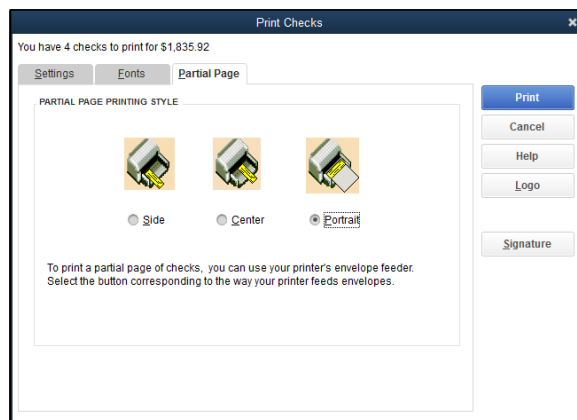 Print Checks
You have 4 checks to print for $1,835.92
Settings Fonts Partial Page
PARTIAL PAGE PRINTING STYLE
Side Center Portrait
To print a partial page of checks, you can use your printer's envelope feeder.
Select the button corresponding to the way your printer feeds envelopes.
Print
Cancel
Help
Logo
Signature